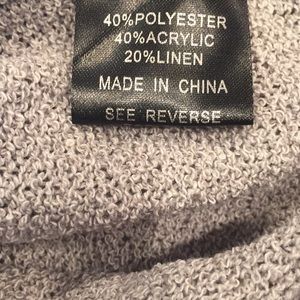 40%POLYESTER
40%ACRYLIC
20%LINEN
MADE IN CHINA
SEE REVERSE